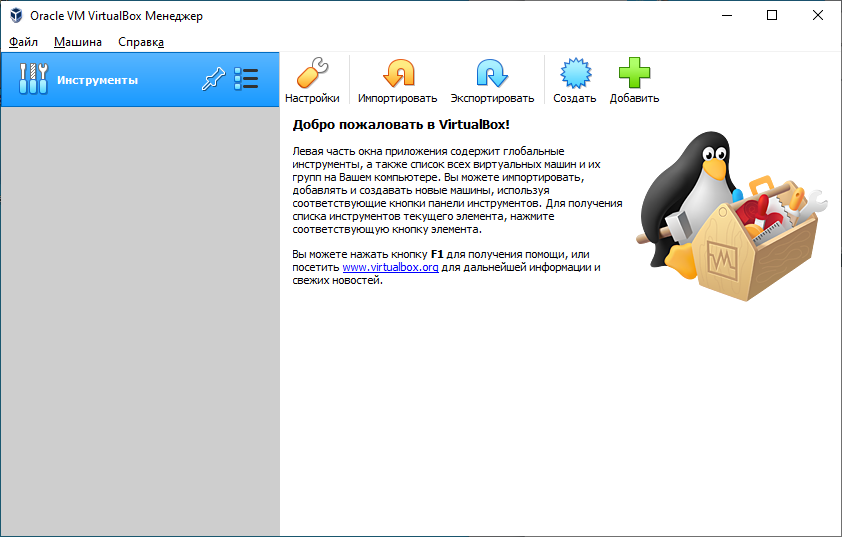 Oracle VM VirtualBox Менеджер
Файл Машина Справка
Инструменты
Настройки Импортировать Экспортировать Создать Добавить
Добро пожаловать в VirtualBox!
Левая часть окна приложения содержит глобальные
инструменты, а также список всех виртуальных машин и их
групп на Вашем компьютере. Вы можете импортировать,
добавлять и создавать новые машины, используя
соответствующие кнопки панели инструментов. Для получения
списка инструментов текущего элемента, нажмите
соответствующую кнопку элемента.
Вы можете нажать кнопку F1 для получения помощи, или
посетить www.virtualbox.org для дальнейшей информации и
свежих новостей.
VM